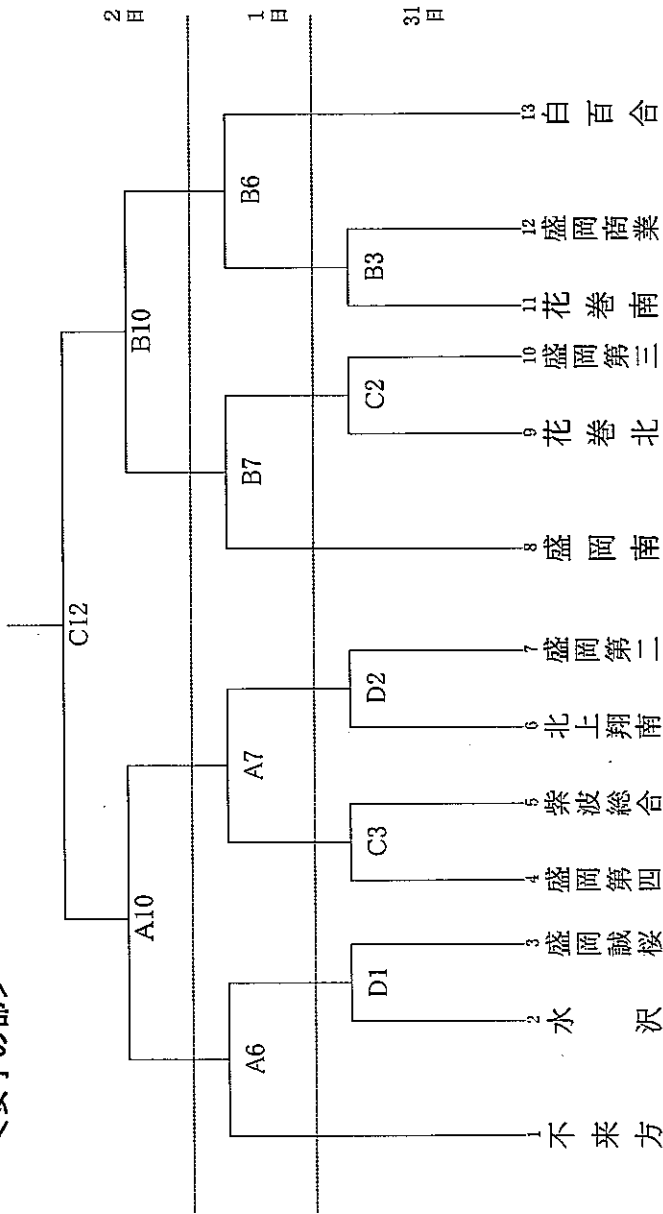 <女子の部>
2日
1日
31日
C12
A10
B10
A6
A7
B7
B6
D1
C3
D2
C2
B3
1 不来方
2 水沢
3 盛岡誠桜
4 盛岡第四
5 紫波総合
6 北上翔南
7 盛岡第二
8 盛岡南
9 花巻北
10 盛岡第三
11 花巻南
12 盛岡商業
13 白百合